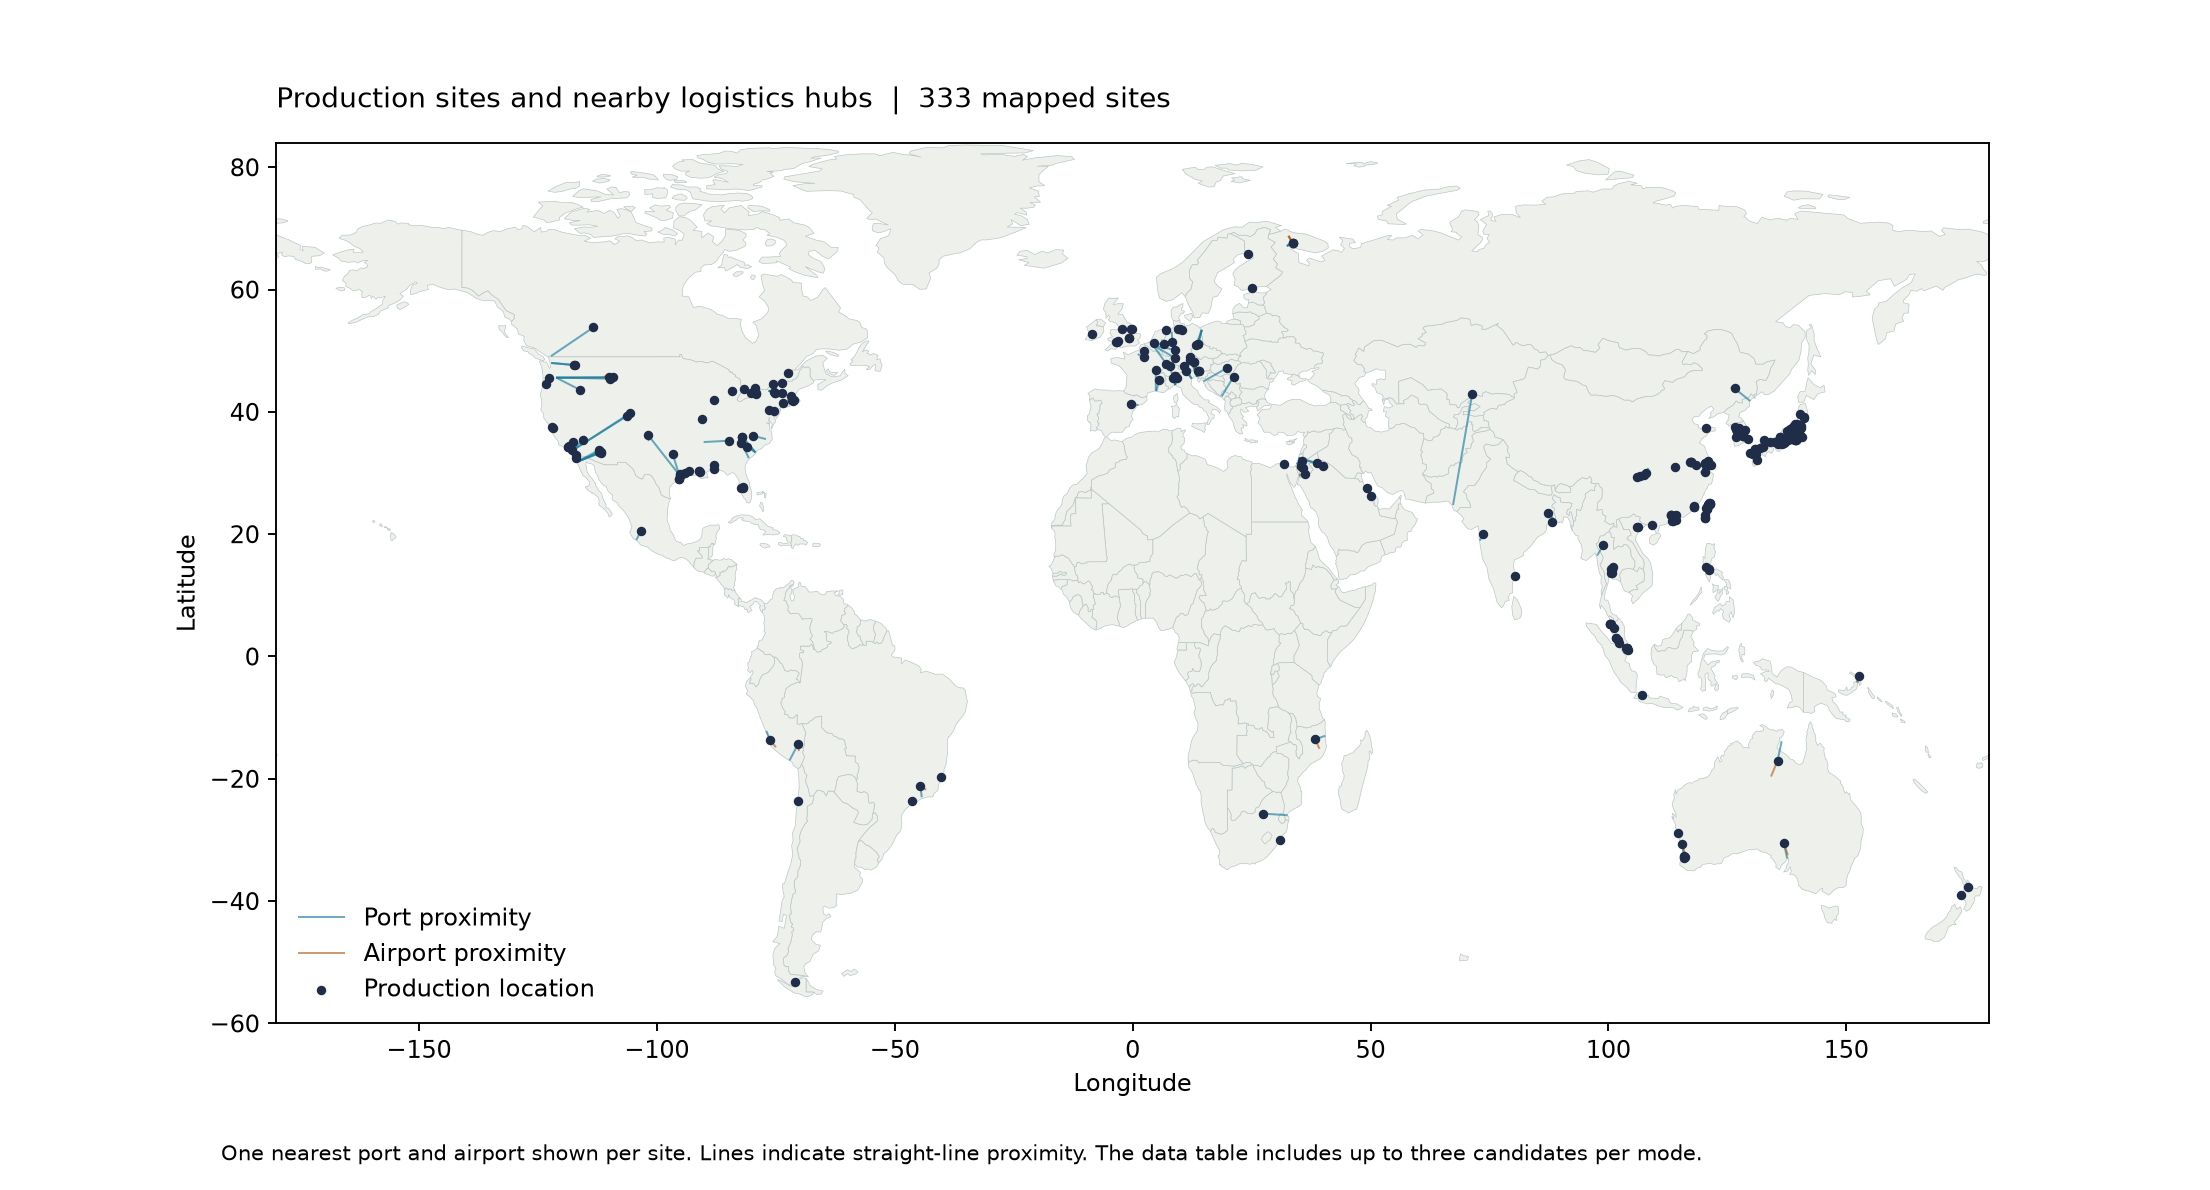 Production sites and nearby logistics hubs | 333 mapped sites
80
60
40
20
0
−20
−40
−60
Latitude
Port proximity
Airport proximity
Production location
−150
−100
−50
0
50
100
150
Longitude
One nearest port and airport shown per site. Lines indicate straight-line proximity. The data table includes up to three candidates per mode.